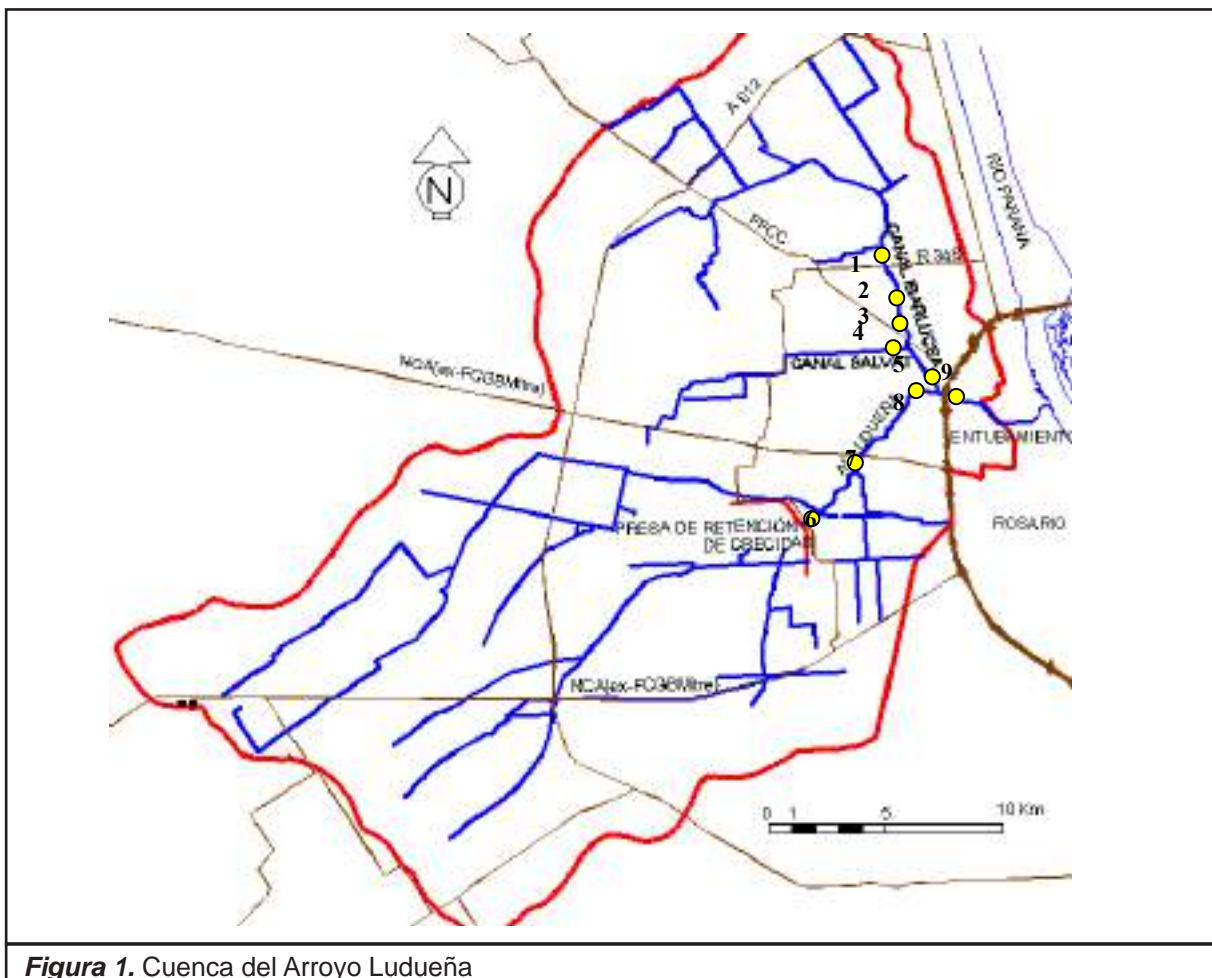 A 012
N
RIO PARANA
FFCC
CANAL IBARLUCEA
1
2
3
4
5
9
CANAL SALVAT
8
NCA(ex-FCGBMitre)
LUDUEÑA
ENTUBAMIENTO
7
6
PRESA DE RETENCIÓN
DE CRECIDAS
ROSARIO
NCA(ex-FCGBMitre)
0 1 5 10 Km
Figura 1. Cuenca del Arroyo Ludueña